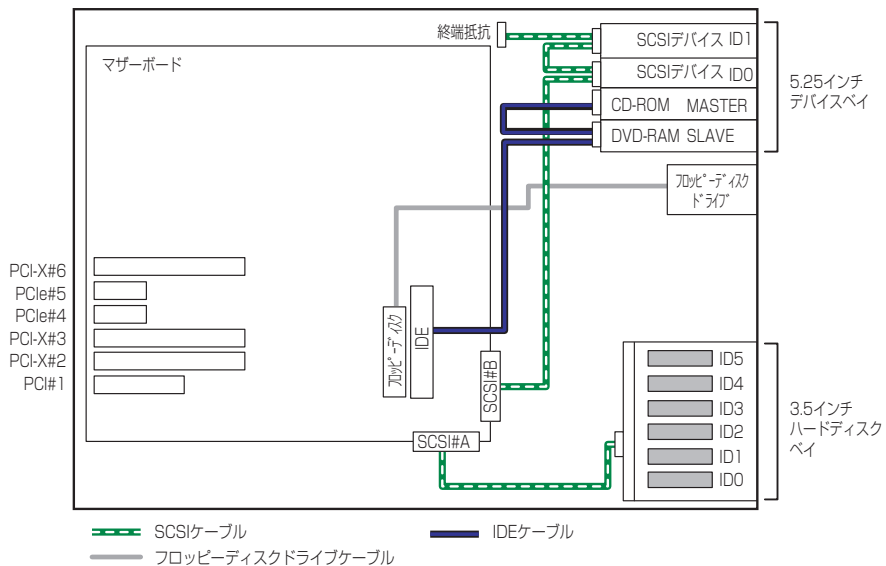 終端抵抗
SCSIデバイス ID1
SCSIデバイス ID0
CD-ROM MASTER
DVD-RAM SLAVE
5.25インチ
デバイスベイ
マザーボード
フロッピーディスク
ドライブ
PCI-X#6
PCIe#5
PCIe#4
PCI-X#3
PCI-X#2
PCI#1
フロッピーディスク
IDE
SCSI#B
SCSI#A
ID5
ID4
ID3
ID2
ID1
ID0
3.5インチ
ハードディスク
ベイ
SCSIケーブル
IDEケーブル
フロッピーディスクドライブケーブル